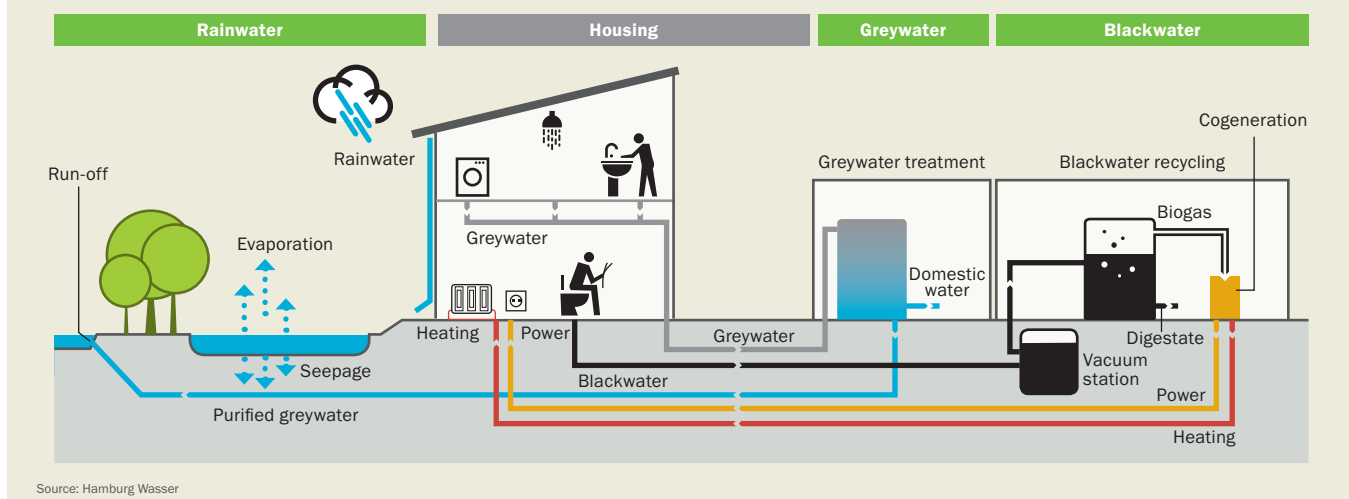 Rainwater
Housing
Greywater
Blackwater
Cogeneration
Rainwater
Greywater treatment
Blackwater recycling
Run-off
Biogas
Evaporation
Greywater
Domestic
water
Heating
Power
Greywater
Digestate
Seepage
Blackwater
Vacuum
station
Purified greywater
Power
Heating
Source: Hamburg Wasser